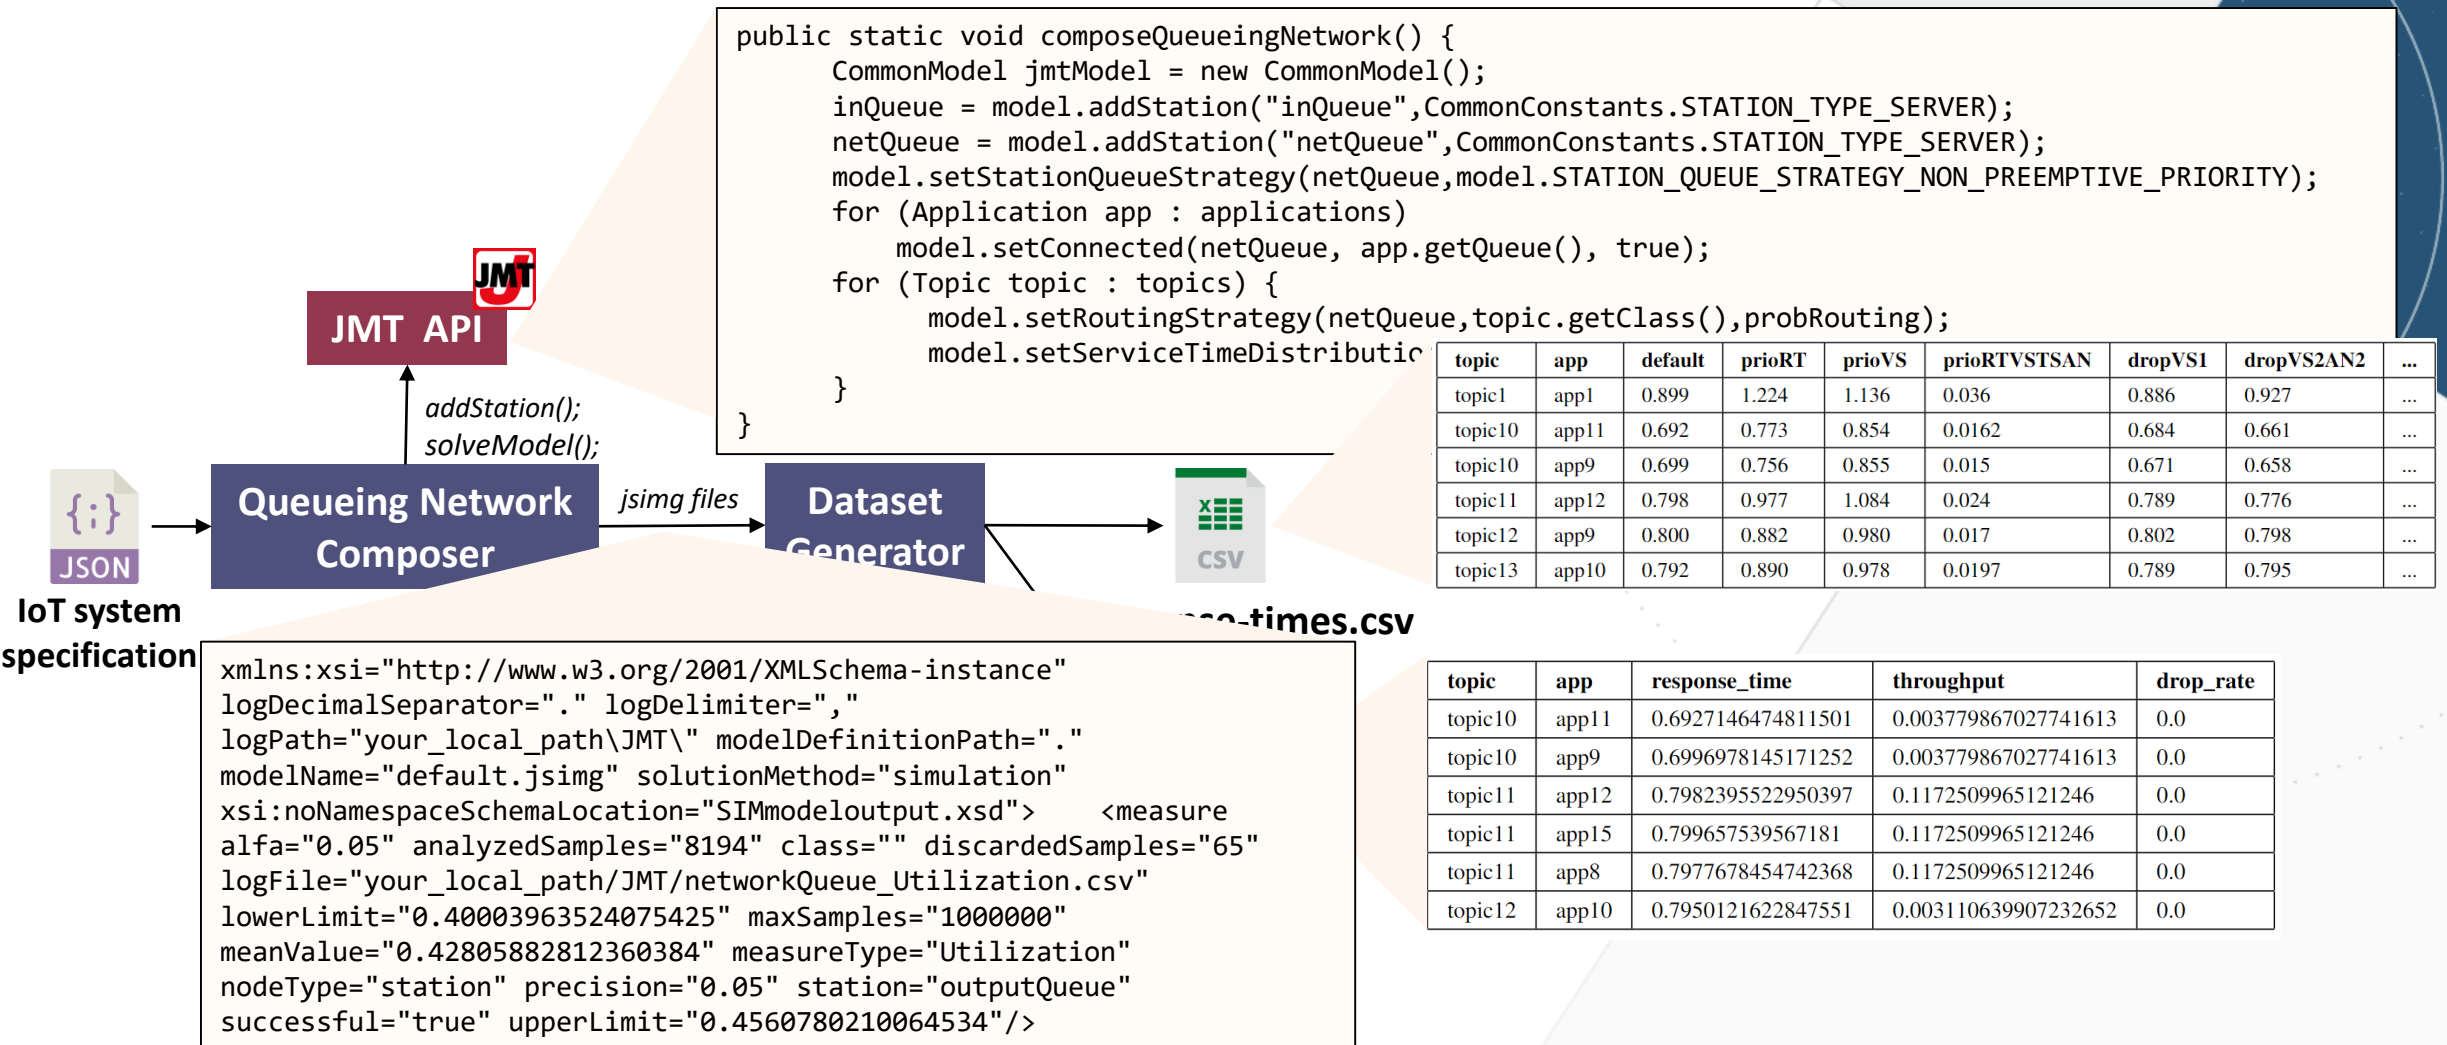 public static void composeQueueingNetwork() {
CommonModel jmtModel = new CommonModel();
inQueue = model.addStation("inQueue",CommonConstants.STATION_TYPE_SERVER);
netQueue = model.addStation("netQueue",CommonConstants.STATION_TYPE_SERVER);
model.setStationQueueStrategy(netQueue,model.STATION_QUEUE_STRATEGY_NON_PREEMPTIVE_PRIORITY);
for (Application app : applications)
model.setConnected(netQueue, app.getQueue(), true);
for (Topic topic : topics) {
model.setRoutingStrategy(netQueue,topic.getClass(),probRouting);
model.setServiceTimeDistributio
}
}
JMT
JMT API
addStation();
solveModel();
{;}
JSON
IoT system
specification
Queueing Network
Composer
jsimg files
Dataset
Generator
X
CSV
-times.csv
topic app default prioRT prioVS prioRTVSTSAN dropVS1 dropVS2AN2 ...
topic1 app1 0.899 1.224 1.136 0.036 0.886 0.927 ...
topic10 app11 0.692 0.773 0.854 0.0162 0.684 0.661 ...
topic10 app9 0.699 0.756 0.855 0.015 0.671 0.658 ...
topic11 app12 0.798 0.977 1.084 0.024 0.789 0.776 ...
topic12 app9 0.800 0.882 0.980 0.017 0.802 0.798 ...
topic13 app10 0.792 0.890 0.978 0.0197 0.789 0.795 ...
xmlns:xsi="http://www.w3.org/2001/XMLSchema-instance"
logDecimalSeparator="." logDelimiter=","
logPath="your_local_path\JMT\" modelDefinitionPath="."
modelName="default.jsimg" solutionMethod="simulation"
xsi:noNamespaceSchemaLocation="SIMmodeloutput.xsd"> <measure
alfa="0.05" analyzedSamples="8194" class="" discardedSamples="65"
logFile="your_local_path/JMT/networkQueue_Utilization.csv"
lowerLimit="0.40003963524075425" maxSamples="1000000"
meanValue="0.42805882812360384" measureType="Utilization"
nodeType="station" precision="0.05" station="outputQueue"
successful="true" upperLimit="0.4560780210064534"/>
topic app response_time throughput drop_rate
topic10 app11 0.6927146474811501 0.003779867027741613 0.0
topic10 app9 0.6996978145171252 0.003779867027741613 0.0
topic11 app12 0.7982395522950397 0.1172509965121246 0.0
topic11 app15 0.799657539567181 0.1172509965121246 0.0
topic11 app8 0.7977678454742368 0.1172509965121246 0.0
topic12 app10 0.7950121622847551 0.003110639907232652 0.0